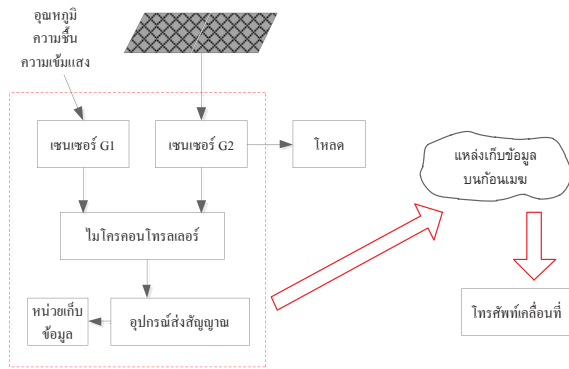 อุณหภูมิ
ความชื้น
ความเข้มแสง
เซนเซอร์ G1
เซนเซอร์ G2
โหลด
แหล่งเก็บข้อมูล
บนก้อนเมฆ
ไมโครคอนโทรลเลอร์
หน่วยเก็บ
ข้อมูล
อุปกรณ์ส่งสัญญาณ
โทรศัพท์เคลื่อนที่